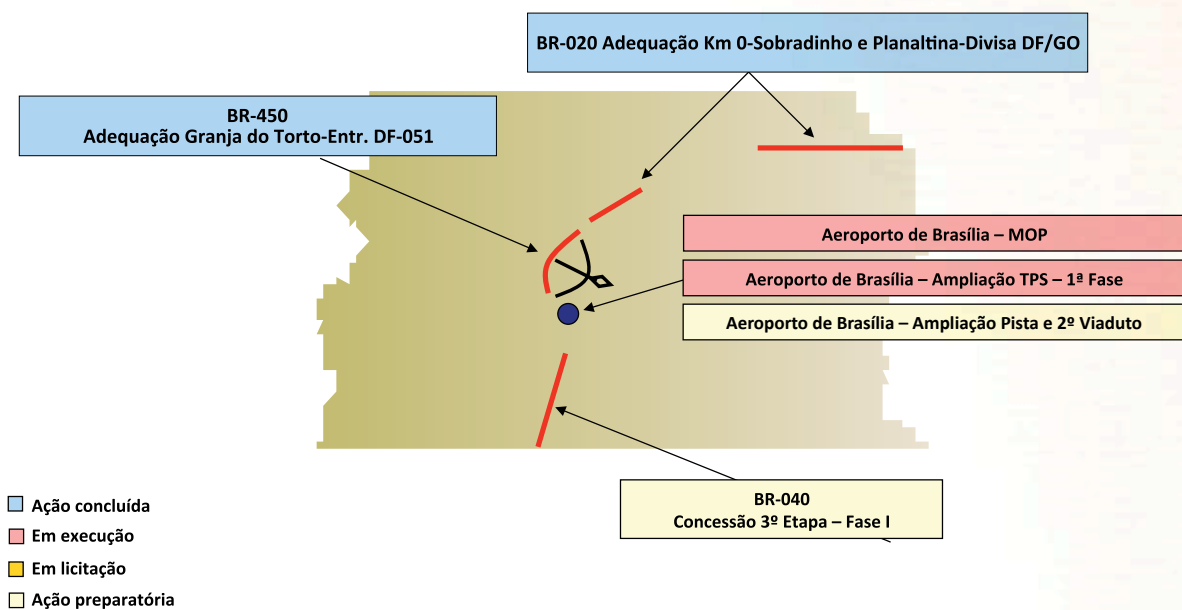 BR-020 Adequação Km 0-Sobradinho e Planaltina-Divisa DF/GO
BR-450
Adequação Granja do Torto-Entr. DF-051
Aeroporto de Brasília – MOP
Aeroporto de Brasília – Ampliação TPS – 1ª Fase
Aeroporto de Brasília – Ampliação Pista e 2º Viaduto
BR-040
Concessão 3º Etapa – Fase I
Ação concluída
Em execução
Em licitação
Ação preparatória